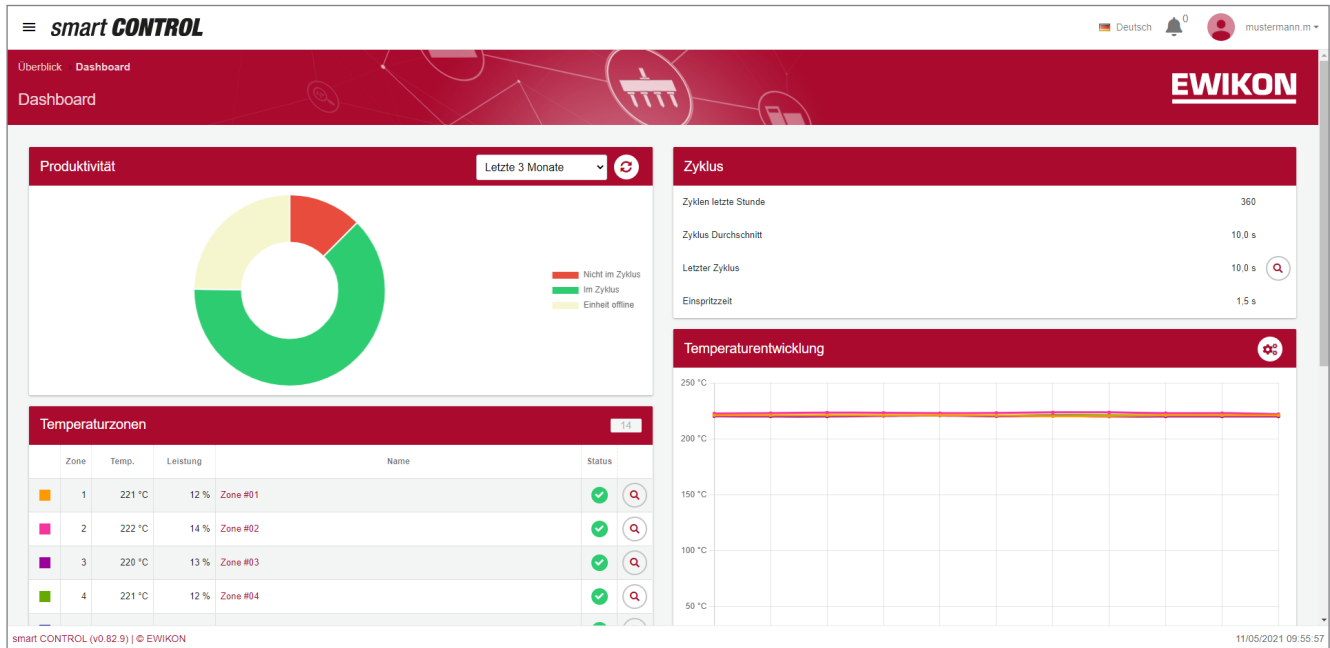 smart CONTROL
Deutsch 0 mustermann.m
Überblick Dashboard
Dashboard
EWIKON
Produktivität
Letzte 3 Monate
Nicht im Zyklus
Im Zyklus
Einheit offline
Zyklus
Zyklen letzte Stunde 360
Zyklus Durchschnitt 10,0 s
Letzter Zyklus 10,0 s
Einspritzzeit 1,5 s
Temperaturzonen 14
Zone Temp. Leistung Name Status
1 221 °C 12 % Zone #01
2 222 °C 14 % Zone #02
3 220 °C 13 % Zone #03
4 221 °C 12 % Zone #04
Temperaturentwicklung
250 °C
200 °C
150 °C
100 °C
50 °C
smart CONTROL (v0.82.9) | © EWIKON
11/05/2021 09:55:57